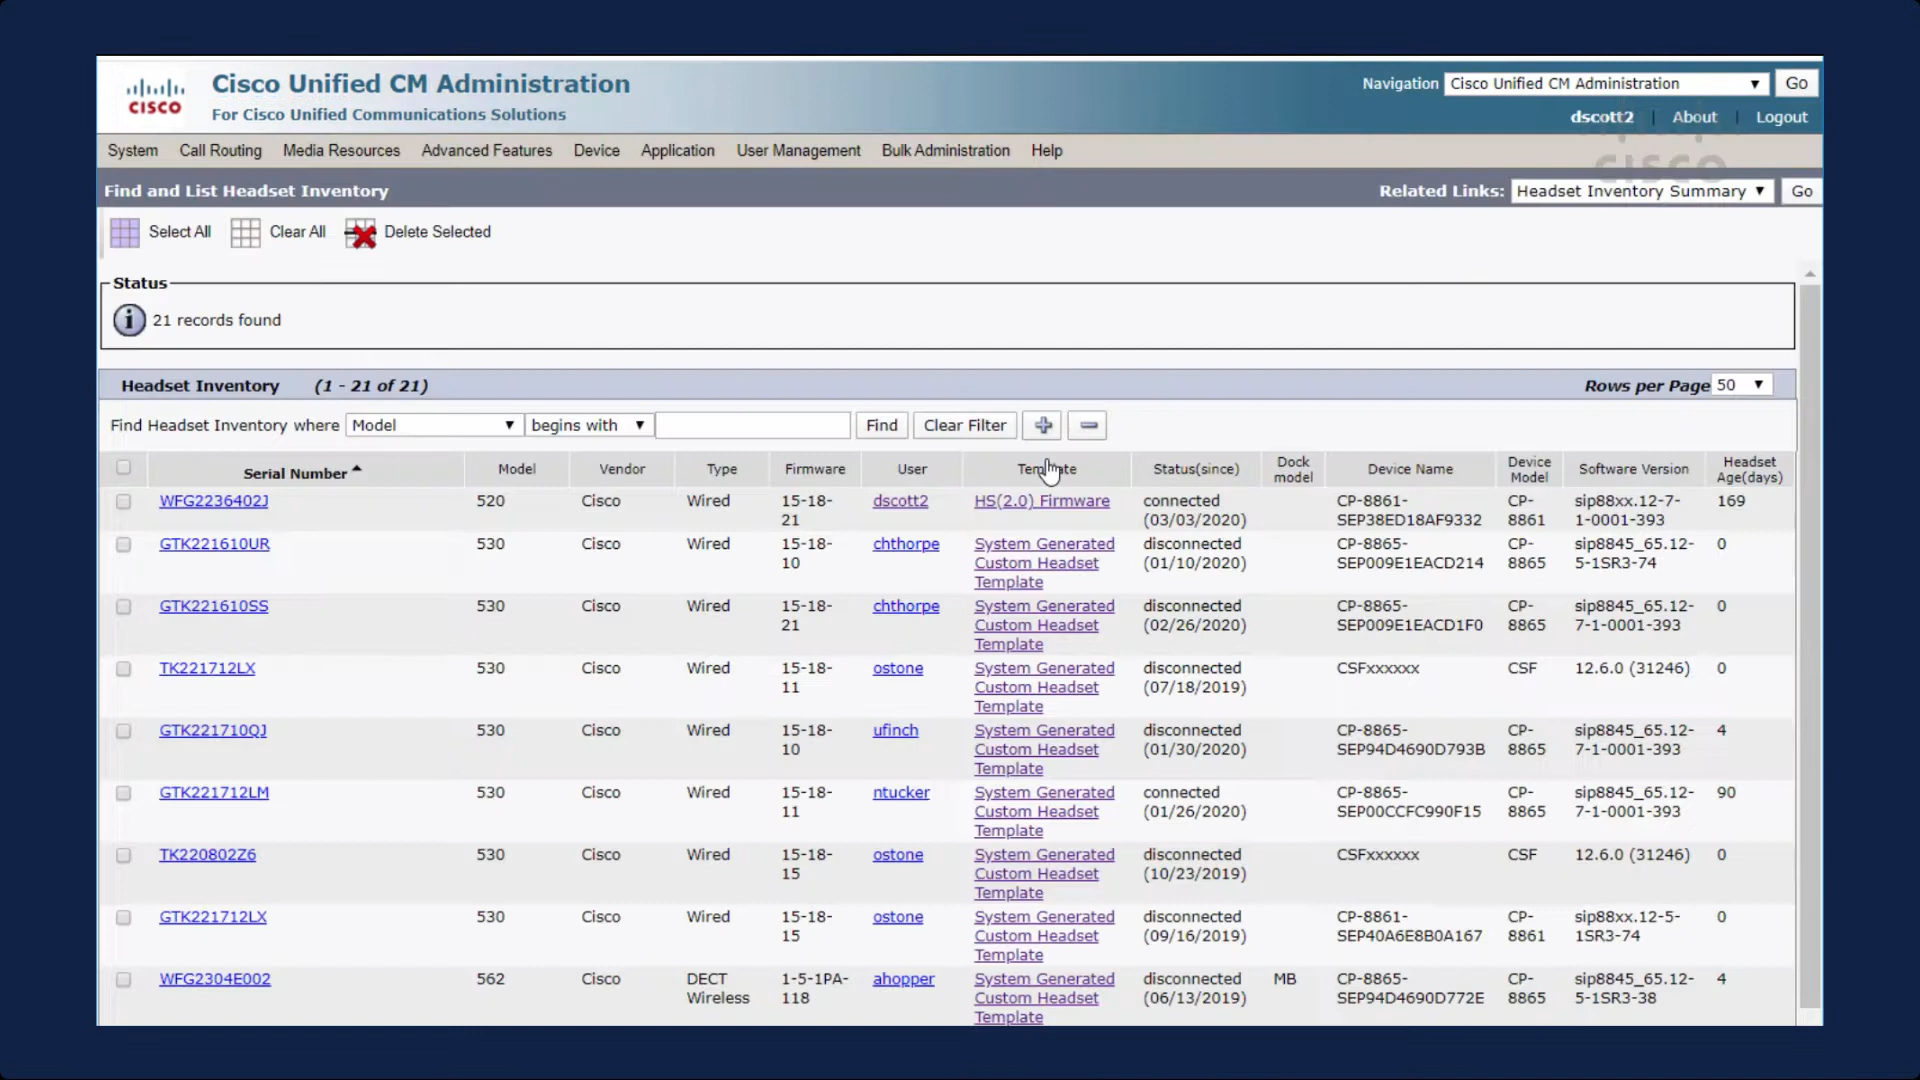 Cisco Unified CM Administration
For Cisco Unified Communications Solutions
CISCO
Navigation Cisco Unified CM Administration Go
dscott2 | About | Logout
CISCO
System Call Routing Media Resources Advanced Features Device Application User Management Bulk Administration Help
Find and List Headset Inventory Related Links: Headset Inventory Summary Go
Select All Clear All Delete Selected
Status
21 records found
Headset Inventory (1 - 21 of 21) Rows per Page 50
Find Headset Inventory where Model begins with Find Clear Filter
Serial Number Model Vendor Type Firmware User Template Status(since) Dock model Device Name Device Model Software Version Headset Age(days)
WFG2236402J 520 Cisco Wired 15-18- dscott2 HS(2.0) Firmware connected CP-8861- CP- sip88xx.12-7- 169
21 (03/03/2020) SEP38ED18AF9332 8861 1-0001-393
GTK221610UR 530 Cisco Wired 15-18- chthorpe System Generated disconnected CP-8865- CP- sip8845_65.12- 0
10 Custom Headset (01/10/2020) SEP009E1EACD214 8865 5-1SR3-74
Template
GTK221610SS 530 Cisco Wired 15-18- chthorpe System Generated disconnected CP-8865- CP- sip8845_65.12- 0
21 Custom Headset (02/26/2020) SEP009E1EACD1F0 8865 7-1-0001-393
Template
TK221712LX 530 Cisco Wired 15-18- ostone System Generated disconnected CSFxxxxxx CSF 12.6.0 (31246) 0
11 Custom Headset (07/18/2019)
Template
GTK221710QJ 530 Cisco Wired 15-18- ufinch System Generated disconnected CP-8865- CP- sip8845_65.12- 4
10 Custom Headset (01/30/2020) SEP94D4690D793B 8865 7-1-0001-393
Template
GTK221712LM 530 Cisco Wired 15-18- ntucker System Generated connected CP-8865- CP- sip8845_65.12- 90
11 Custom Headset (01/26/2020) SEP00CCFC990F15 8865 7-1-0001-393
Template
TK220802Z6 530 Cisco Wired 15-18- ostone System Generated disconnected CSFxxxxxx CSF 12.6.0 (31246) 0
15 Custom Headset (10/23/2019)
Template
GTK221712LX 530 Cisco Wired 15-18- ostone System Generated disconnected CP-8861- CP- sip88xx.12-5- 0
15 Custom Headset (09/16/2019) SEP40A6E8B0A167 8861 1SR3-74
Template
WFG2304E002 562 Cisco DECT 1-5-1PA- ahopper System Generated disconnected MB CP-8865- CP- sip8845_65.12- 4
Wireless 118 Custom Headset (06/13/2019) SEP94D4690D772E 8865 5-1SR3-38
Template